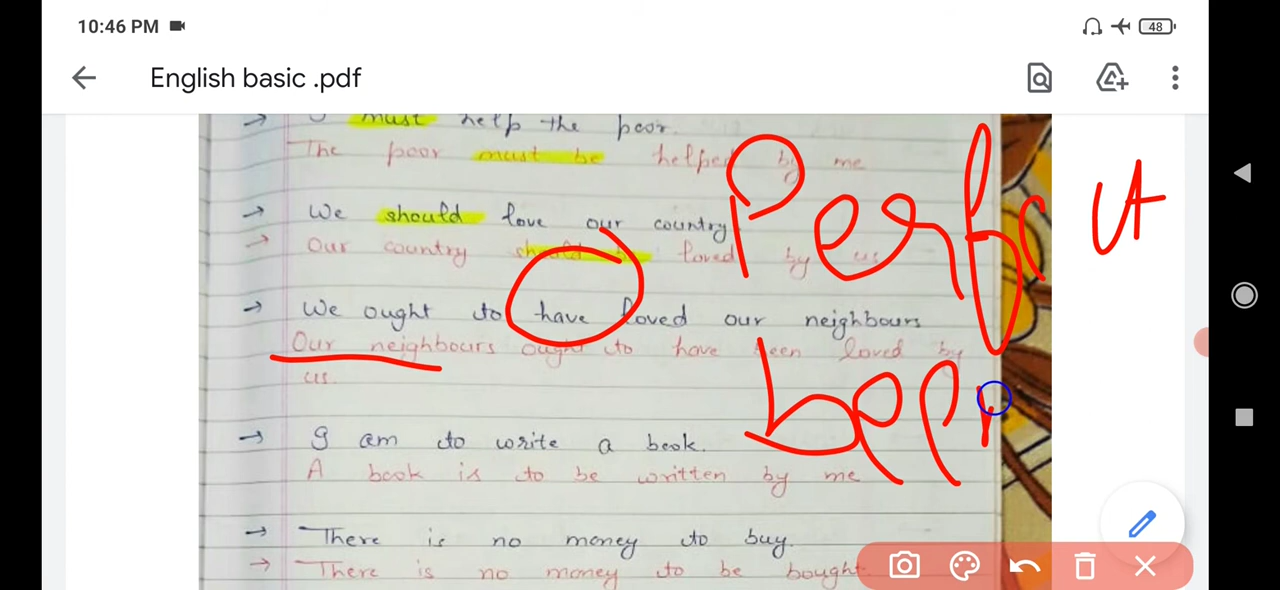 10:46 PM
48
English basic .pdf
must help the poor.
The poor must be helped by me
We should love our country
Our country should be loved by us
We ought to have loved our neighbours
Our neighbours ought to have been loved by
us.
I am to write a book.
A book is to be written by me
There is no money to buy.
There is no money to be bought.
Perfect
been